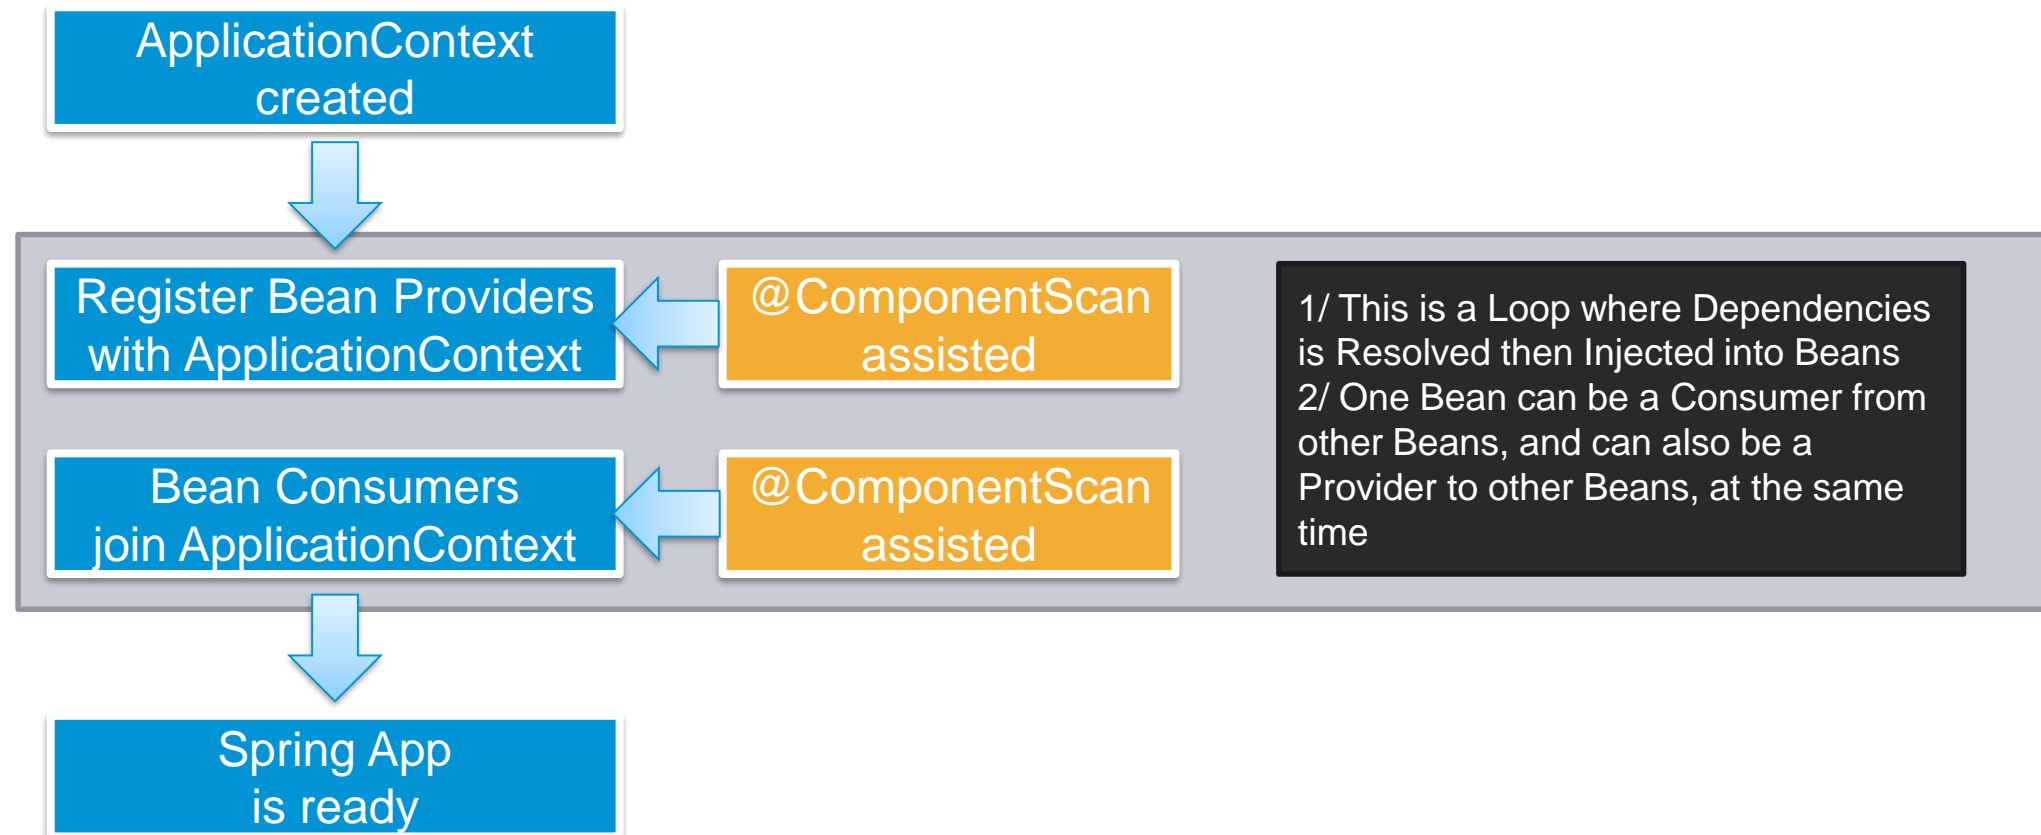 ApplicationContext
created
Register Bean Providers
with ApplicationContext
@ComponentScan
assisted
1/ This is a Loop where Dependencies
is Resolved then Injected into Beans
2/ One Bean can be a Consumer from
other Beans, and can also be a
Provider to other Beans, at the same
time
Bean Consumers
join ApplicationContext
@ComponentScan
assisted
Spring App
is ready